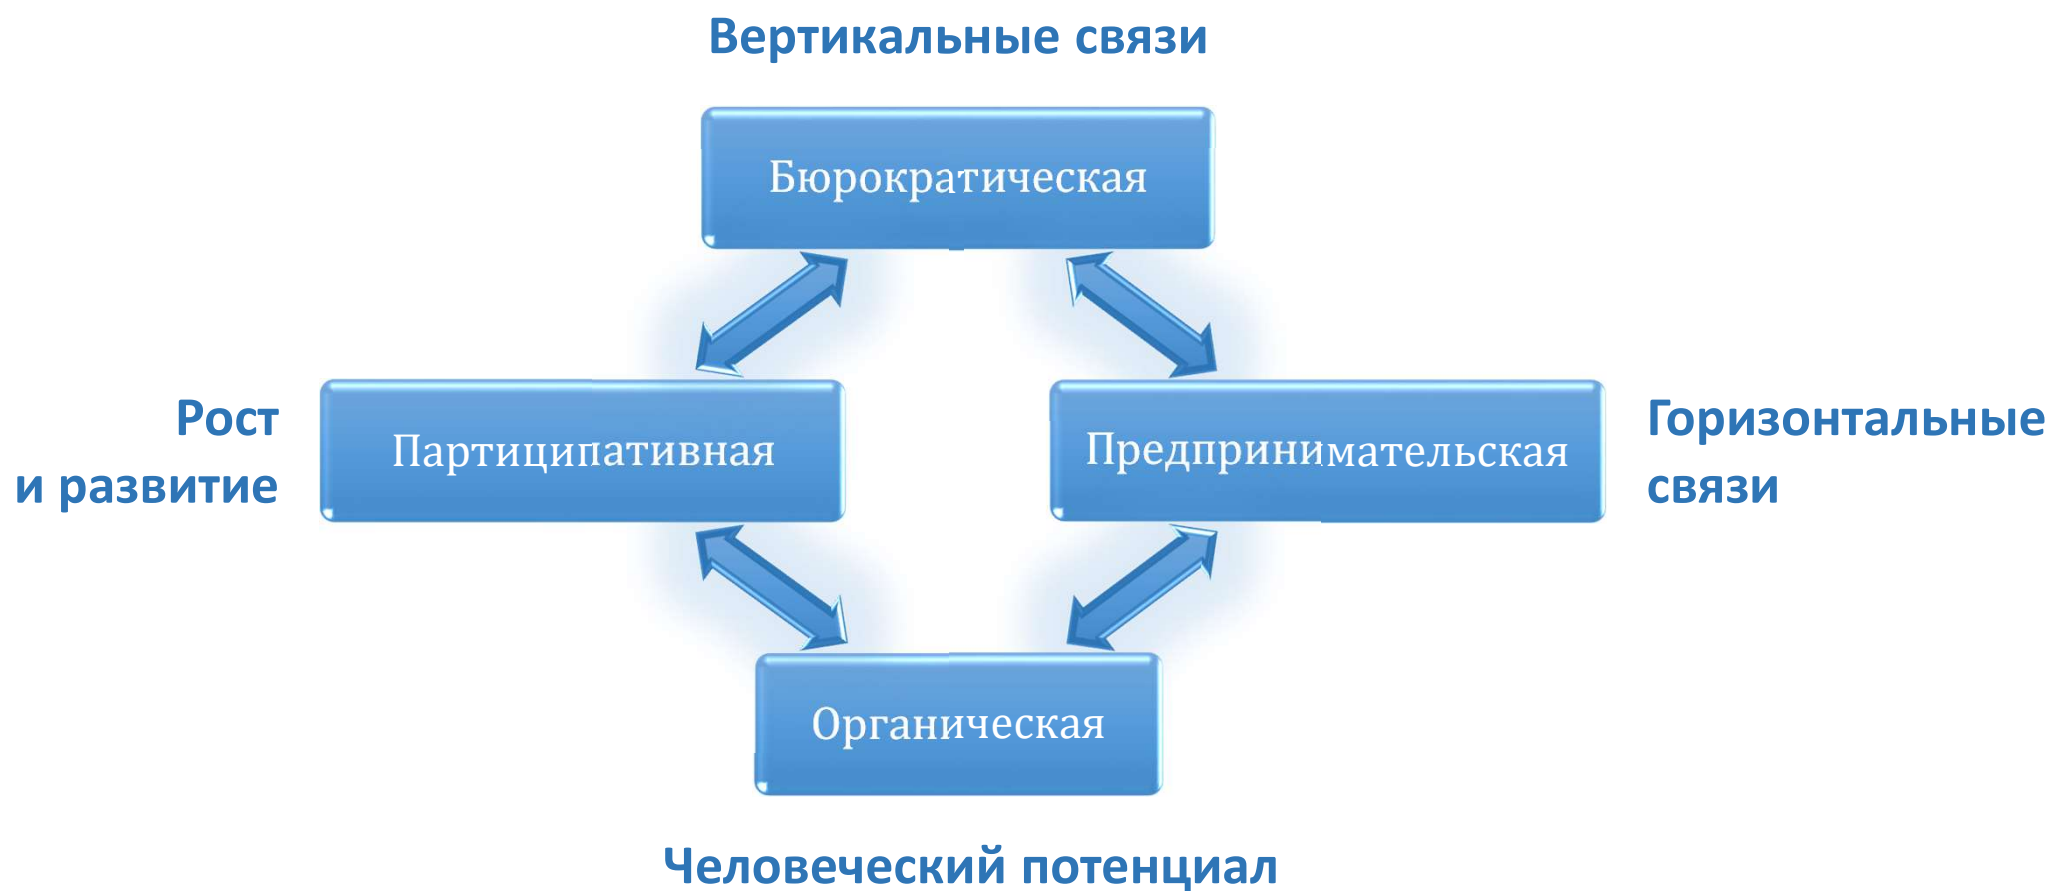 Вертикальные связи
Бюрократическая
Рост
и развитие
Партиципативная
Предпринимательская
Горизонтальные
связи
Органическая
Человеческий потенциал